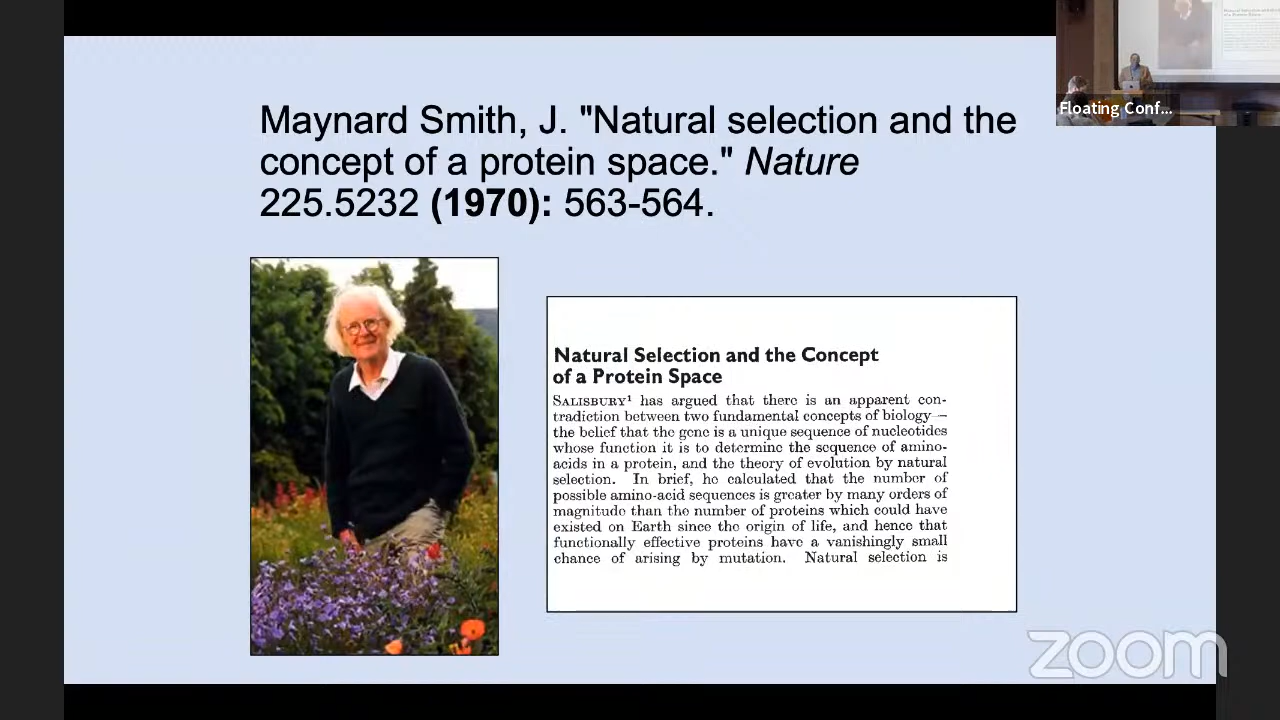 Maynard Smith, J. "Natural selection and the
concept of a protein space." Nature
225.5232 (1970): 563-564.
Floating Conf...
Natural Selection and the Concept
of a Protein Space
SALISBURY¹ has argued that there is an apparent con-
tradiction between two fundamental concepts of biology—
the belief that the gene is a unique sequence of nucleotides
whose function it is to determine the sequence of amino-
acids in a protein, and the theory of evolution by natural
selection. In brief, he calculated that the number of
possible amino-acid sequences is greater by many orders of
magnitude than the number of proteins which could have
existed on Earth since the origin of life, and hence that
functionally effective proteins have a vanishingly small
chance of arising by mutation. Natural selection is
zoom